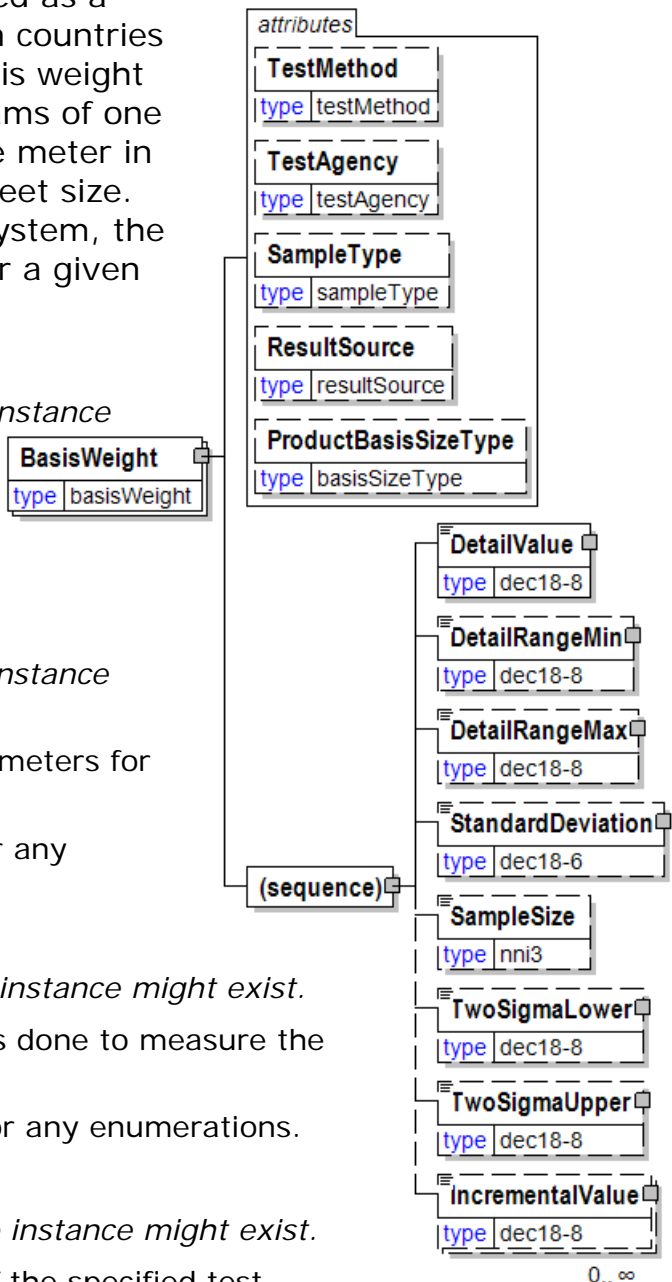 ed as a
n countries
is weight
ams of one
e meter in
eet size.
ystem, the
r a given
nstance
nstance
meters for
r any
instance might exist.
s done to measure the
or any enumerations.
instance might exist.
f the specified test
attributes
TestMethod
type testMethod
TestAgency
type testAgency
SampleType
type sampleType
ResultSource
type resultSource
ProductBasisSizeType
type basisSizeType
BasisWeight
type basisWeight
(sequence)
DetailValue
type dec18-8
DetailRangeMin
type dec18-8
DetailRangeMax
type dec18-8
StandardDeviation
type dec18-6
SampleSize
type nni3
TwoSigmaLower
type dec18-8
TwoSigmaUpper
type dec18-8
IncrementalValue
type dec18-8
0..∞